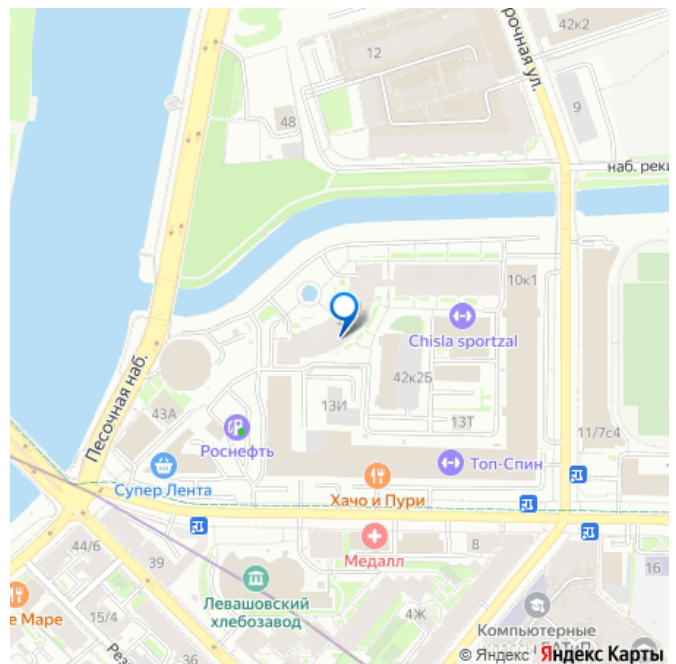 42к2
рочная ул.
12
9
48
наб. реки
10к1
Chisla sportzal
42к2Б
Песочная наб.
13И
43А
13Т
11/7с4
Роснефть
Топ-Спин
Супер Лента
Хачо и Пури
44/6
Медалл
8
39
16
Левашовский
хлебозавод
е Маре
15/4
4Ж
Компьютерные
36
© Яндекс
Яндекс Карты